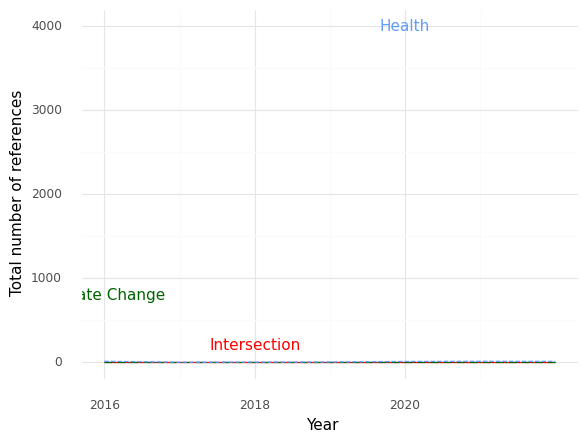 4000
Health
3000
2000
1000
ate Change
Intersection
0
2016
2018
2020
Year
Total number of references